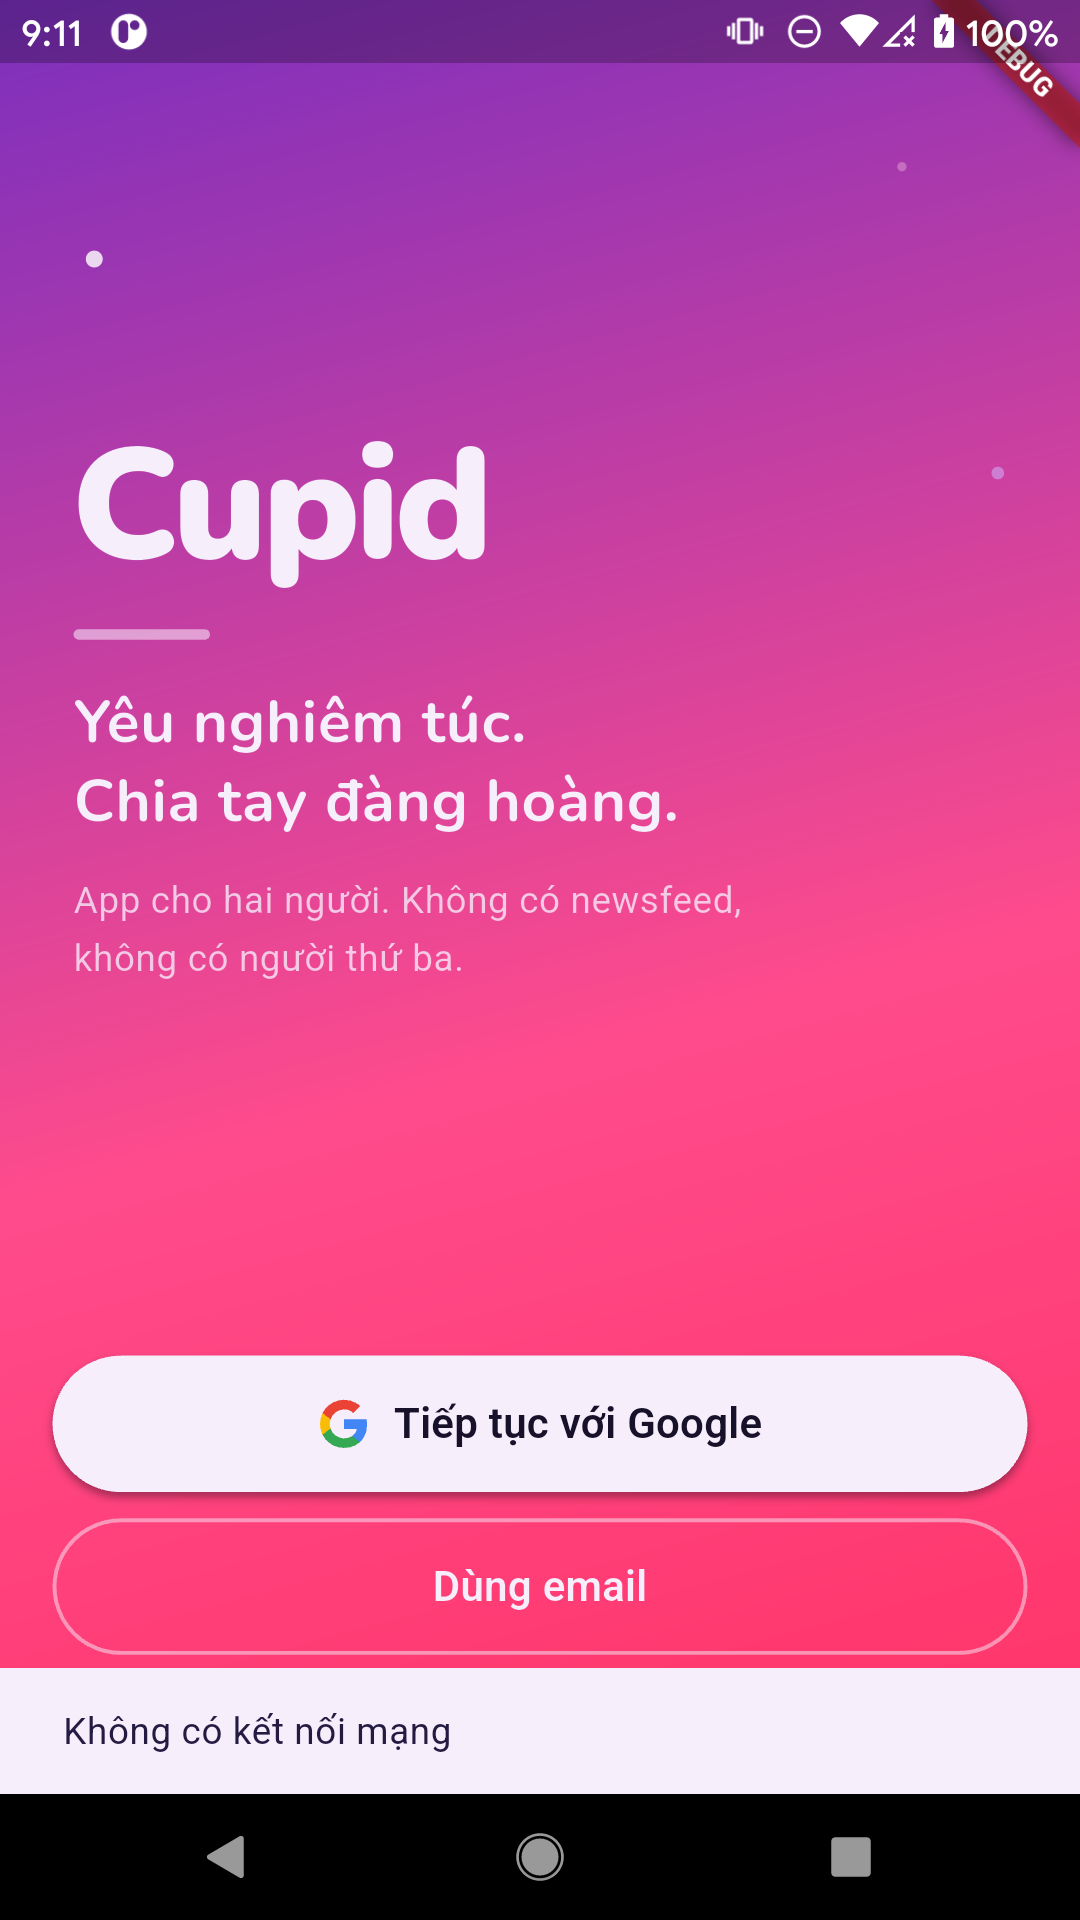 9:11
100%
DEBUG
Cupid
Yêu nghiêm túc.
Chia tay đàng hoàng.
App cho hai người. Không có newsfeed,
không có người thứ ba.
Tiếp tục với Google
Dùng email
Không có kết nối mạng